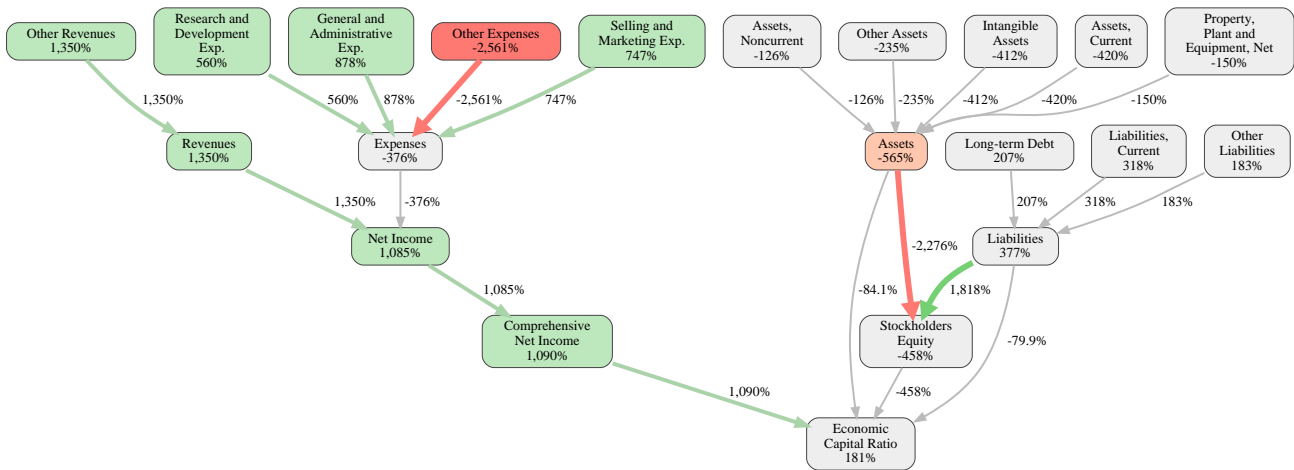 Other Revenues
1,350%
Research and
Development
Exp.
560%
General and
Administrative
Exp.
878%
Other Expenses
-2,561%
Selling and
Marketing Exp.
747%
Assets,
Noncurrent
-126%
Other Assets
-235%
Intangible
Assets
-412%
Assets,
Current
-420%
Property,
Plant and
Equipment, Net
-150%
1,350%
560%
878%
-2,561%
747%
-126%
-235%
-412%
-420%
-150%
Revenues
1,350%
Expenses
-376%
Assets
-565%
Long-term Debt
207%
Liabilities,
Current
318%
Other
Liabilities
183%
1,350%
-376%
207%
318%
183%
Net Income
1,085%
-2,276%
Liabilities
377%
1,085%
-84.1%
1,818%
Comprehensive
Net Income
1,090%
Stockholders
Equity
-458%
-79.9%
1,090%
-458%
Economic
Capital Ratio
181%